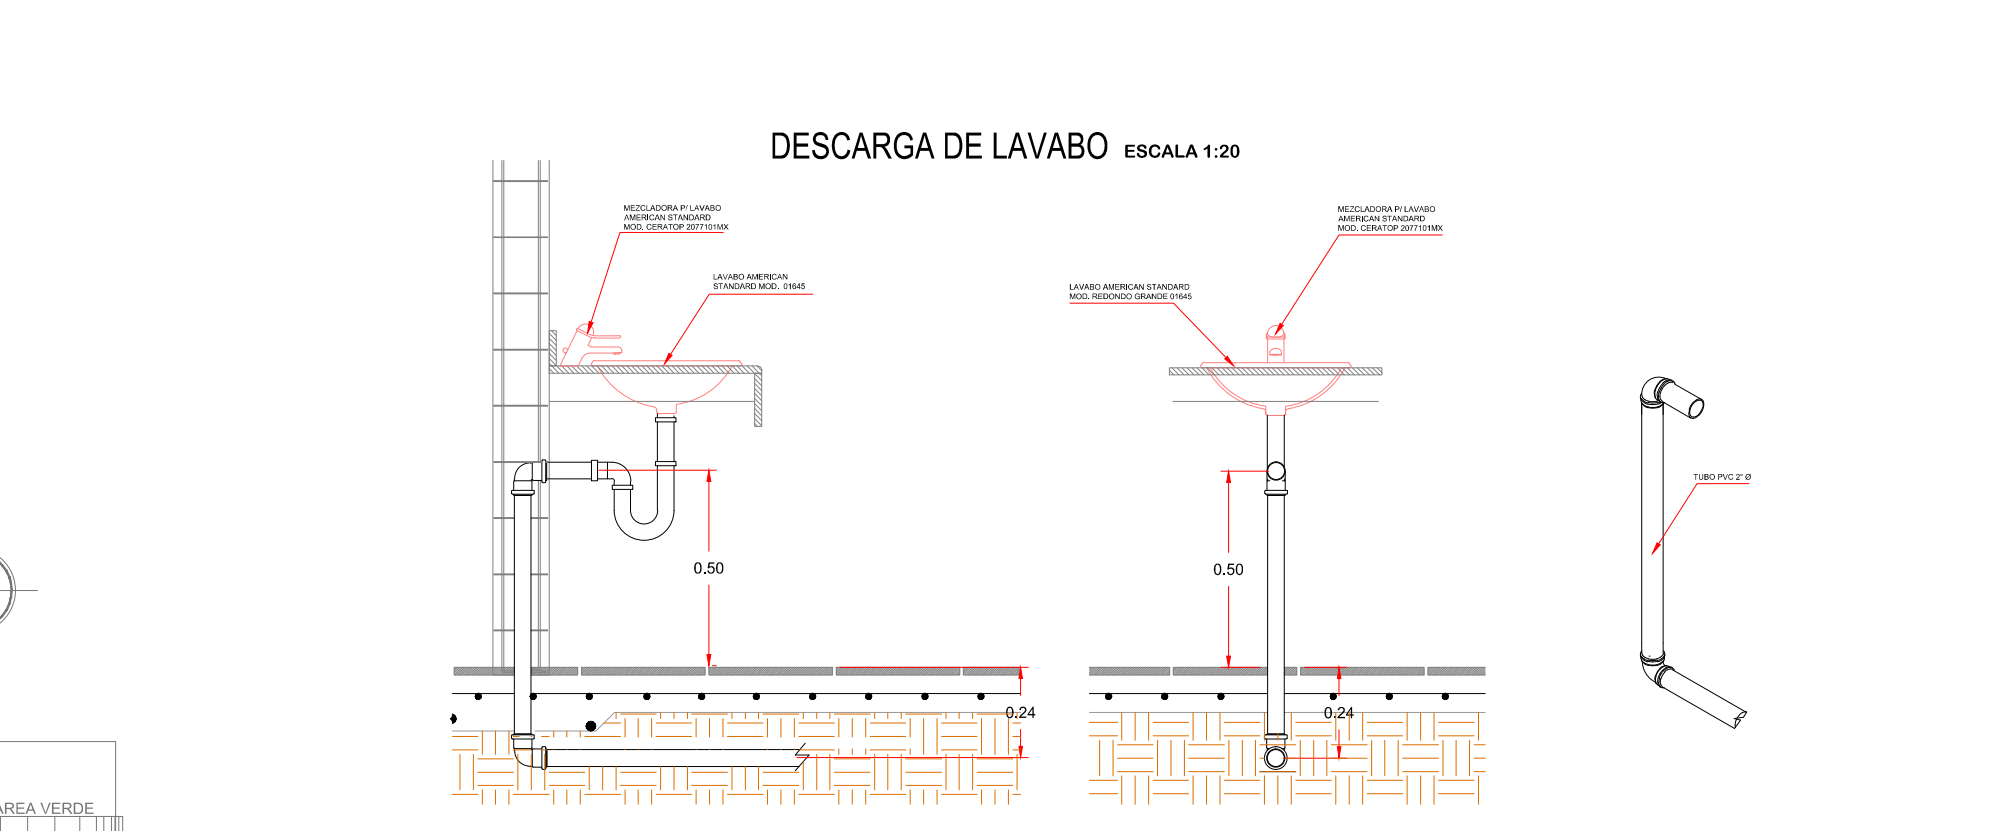 DESCARGA DE LAVABO ESCALA 1:20
MEZCLADORA P/ LAVABO
AMERICAN STANDARD
MOD. CERATOP 2077101MX
LAVABO AMERICAN
STANDARD MOD. 01645
0.50
0.24
MEZCLADORA P/ LAVABO
AMERICAN STANDARD
MOD. CERATOP 2077101MX
LAVABO AMERICAN STANDARD
MOD. REDONDO GRANDE 01645
0.50
0.24
TUBO PVC 2" Ø
AREA VERDE